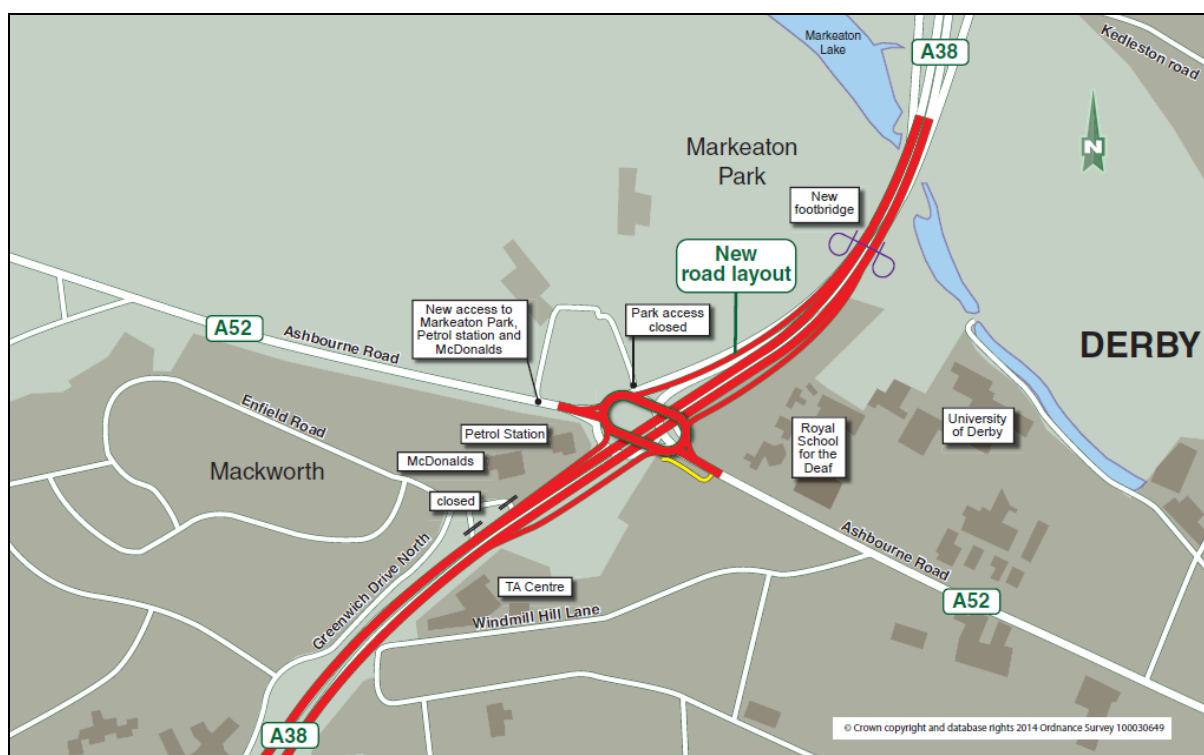 Markeaton
Lake
A38
Kedleston road
N
Markeaton
Park
New
footbridge
New
road layout
DERBY
New access to
Markeaton Park,
Petrol station and
McDonalds
Park access
closed
A52
Ashbourne Road
Enfield Road
Petrol Station
McDonalds
Mackworth
closed
Royal
School
for the
Deaf
University
of Derby
Greenwich Drive North
TA Centre
Windmill Hill Lane
Ashbourne Road
A52
A38
© Crown copyright and database rights 2014 Ordnance Survey 100030649